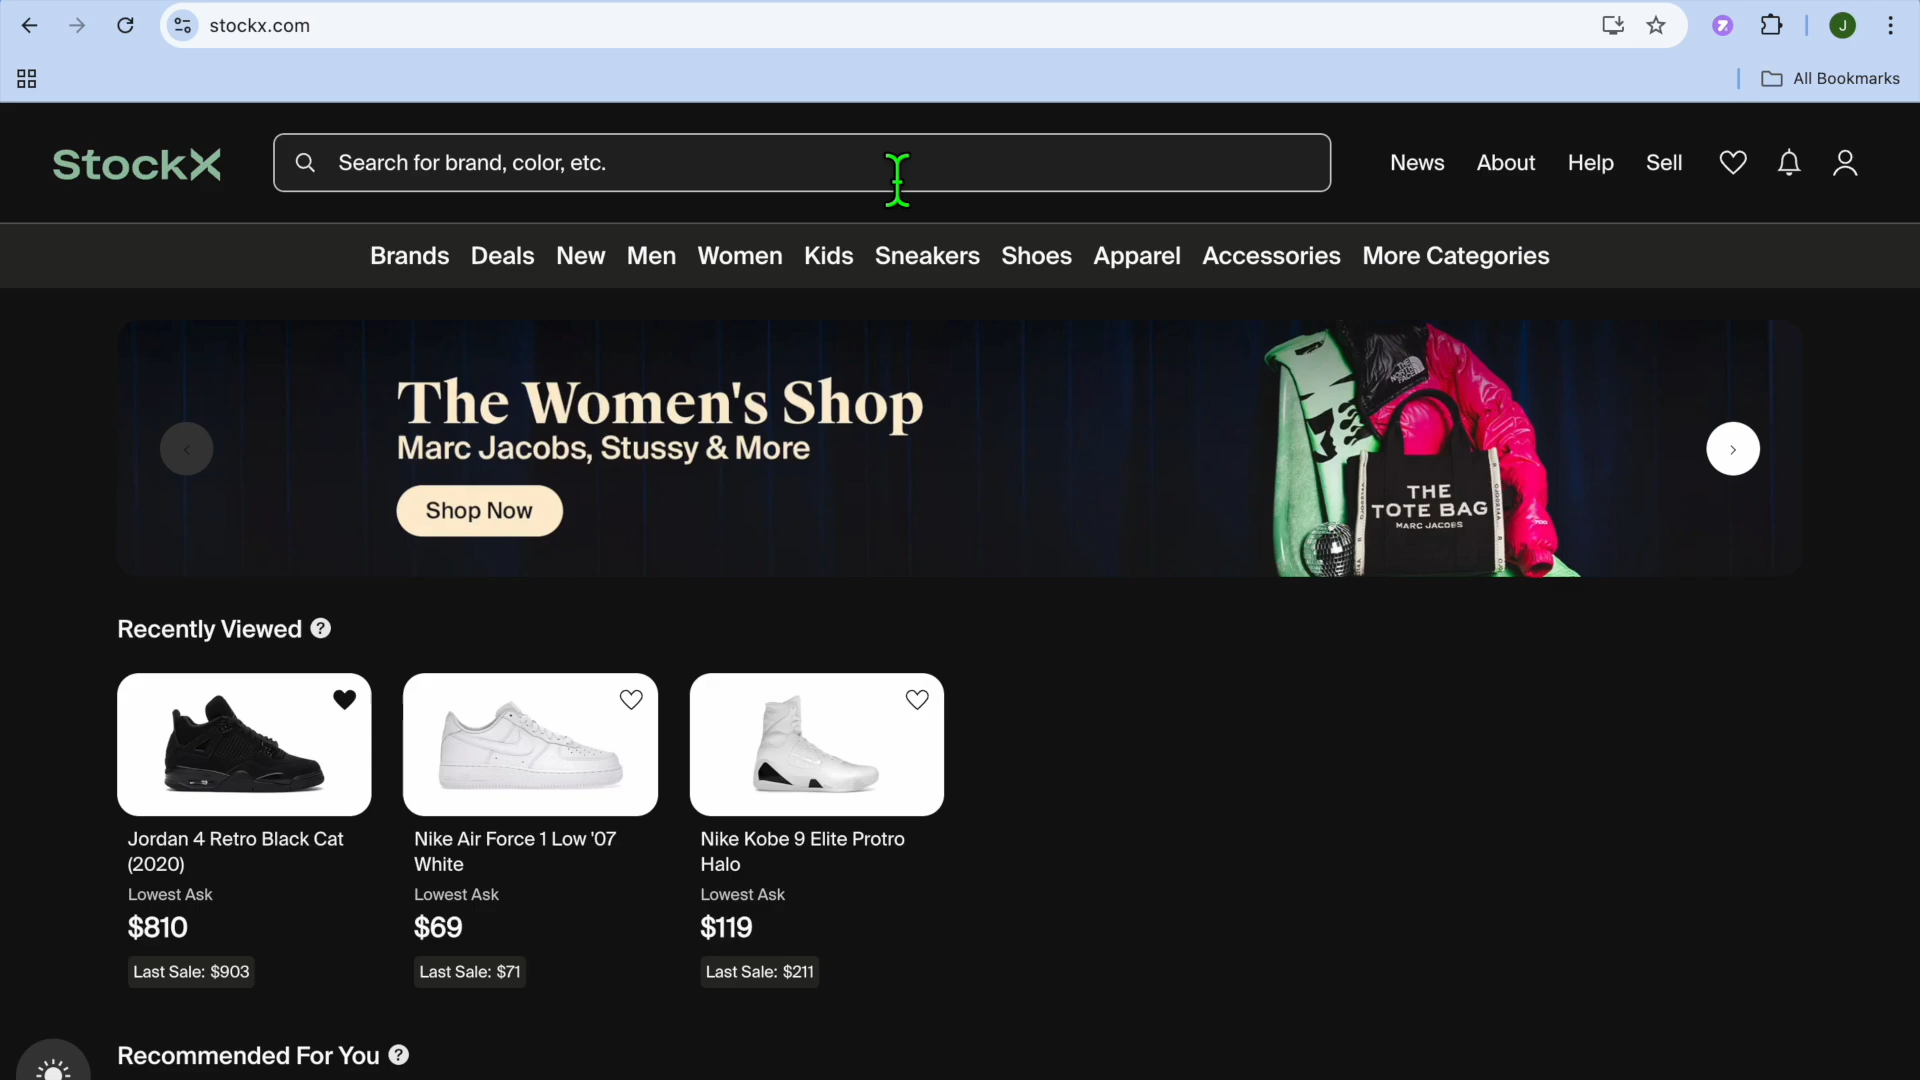 stockx.com
J
All Bookmarks
StockX
Search for brand, color, etc.
News
About
Help
Sell
Brands
Deals
New
Men
Women
Kids
Sneakers
Shoes
Apparel
Accessories
More Categories
The Women's Shop
Marc Jacobs, Stussy & More
Shop Now
THE NORTH FACE
THE
TOTE BAG
MARC JACOBS
Recently Viewed ?
Jordan 4 Retro Black Cat
(2020)
Lowest Ask
$810
Last Sale: $903
Nike Air Force 1 Low '07
White
Lowest Ask
$69
Last Sale: $71
Nike Kobe 9 Elite Protro
Halo
Lowest Ask
$119
Last Sale: $211
Recommended For You ?